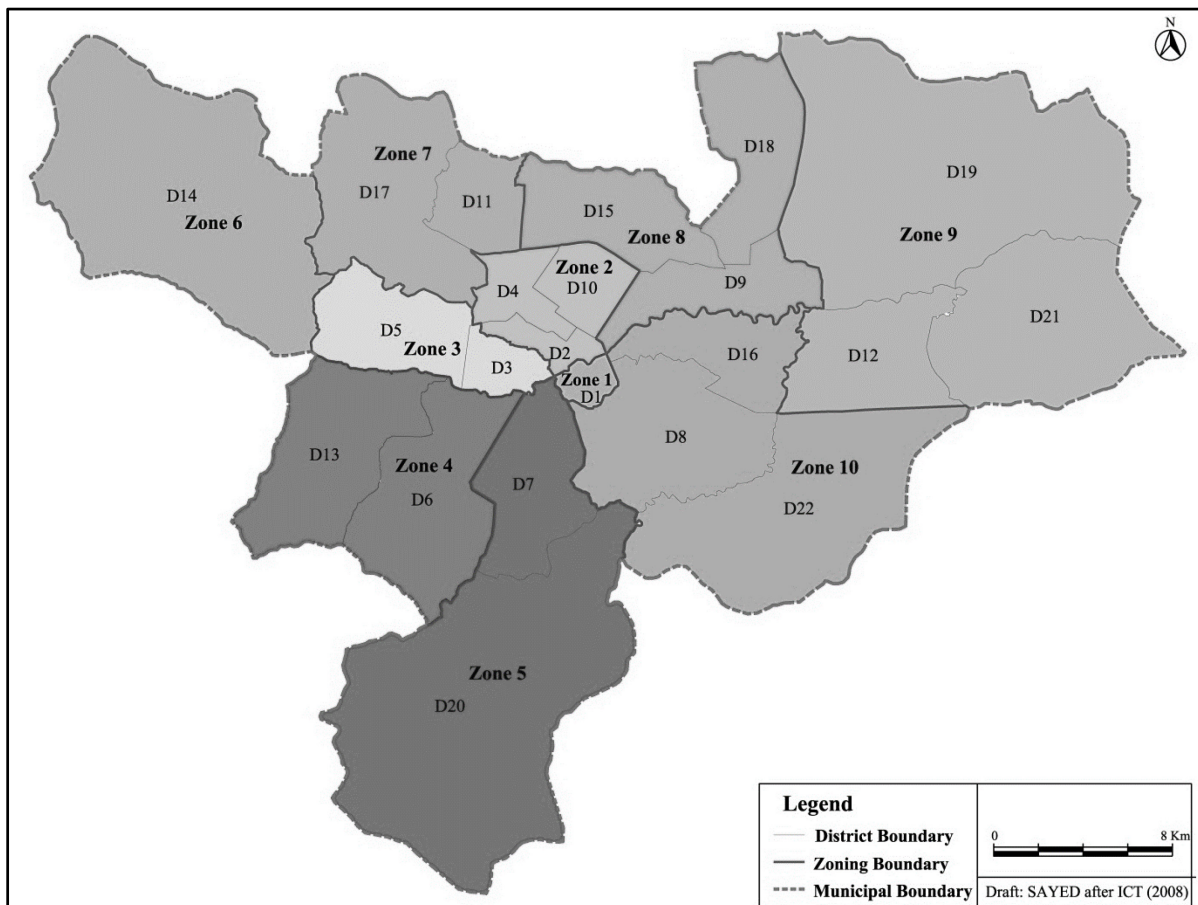 N
D18
Zone 7
D19
D14
D17
D11
D15
Zone 6
Zone 8
Zone 9
Zone 2
D10
D4
D9
D21
D5
Zone 3
D2
D16
D12
D3
Zone 1
D1
D8
D13
Zone 4
D7
Zone 10
D6
D22
Zone 5
D20
Legend
District Boundary
Zoning Boundary
Municipal Boundary
0 8 Km
Draft: SAYED after ICT (2008)